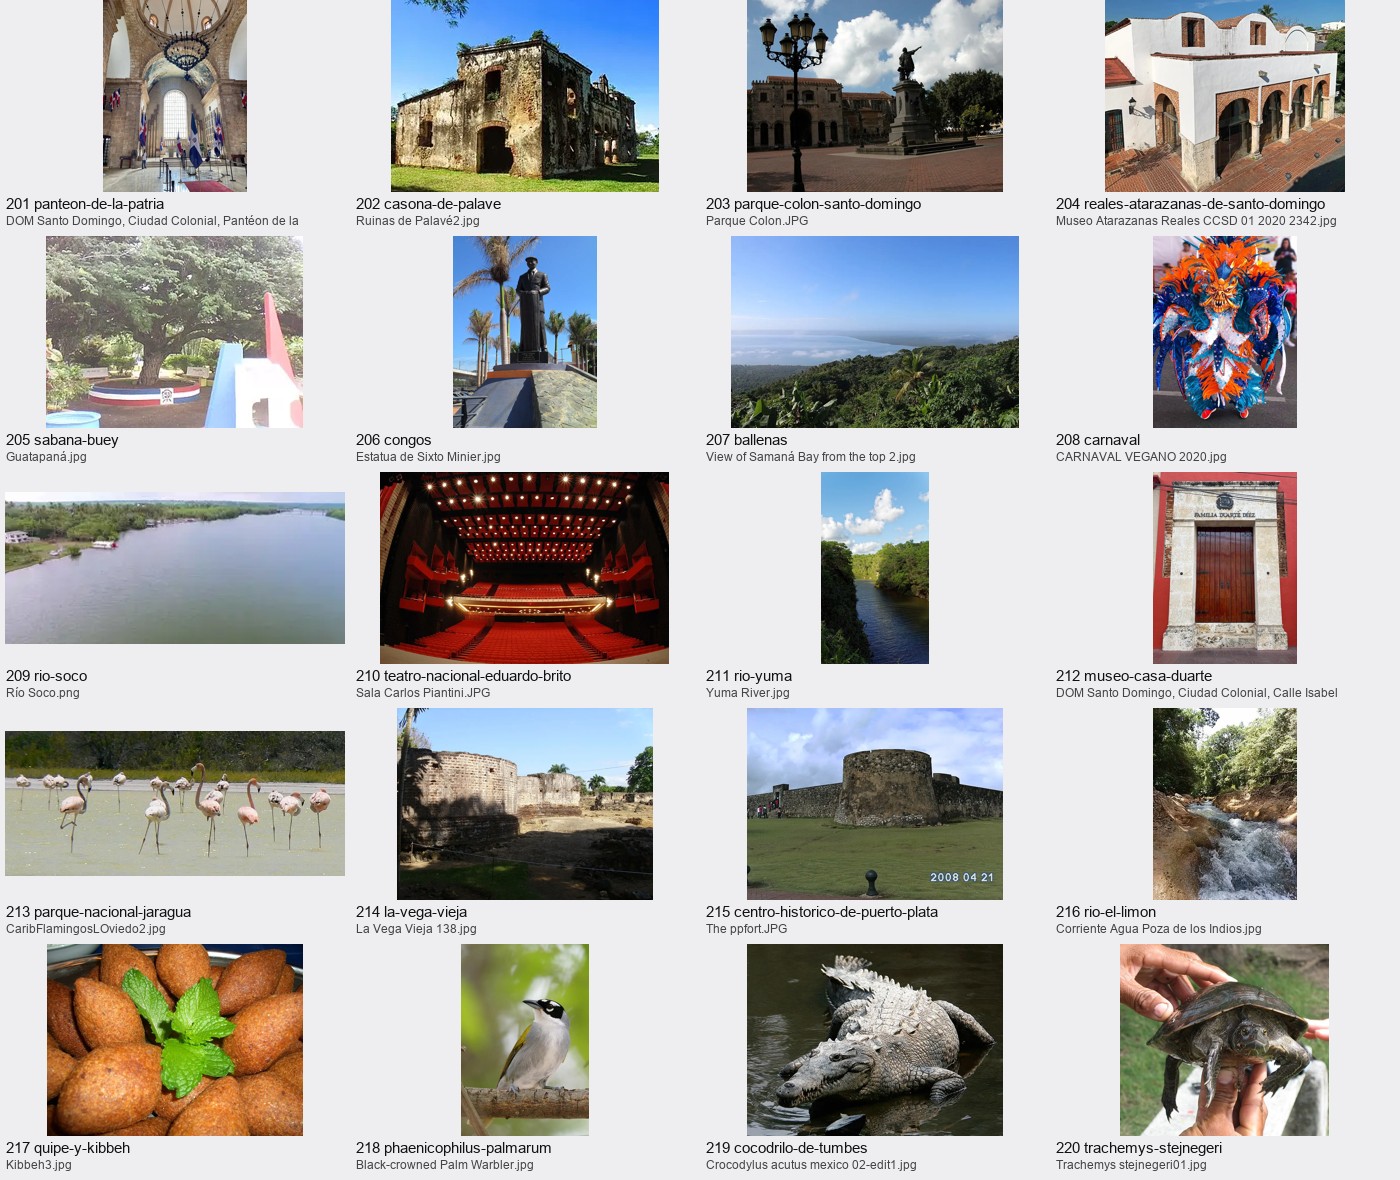 201 panteon-de-la-patria
DOM Santo Domingo, Ciudad Colonial, Pantéon de la
202 casona-de-palave
Ruinas de Palavé2.jpg
203 parque-colon-santo-domingo
Parque Colon.JPG
204 reales-atarazanas-de-santo-domingo
Museo Atarazanas Reales CCSD 01 2020 2342.jpg
205 sabana-buey
Guatapaná.jpg
206 congos
Estatua de Sixto Minier.jpg
207 ballenas
View of Samaná Bay from the top 2.jpg
208 carnaval
CARNAVAL VEGANO 2020.jpg
FAMILIA DUARTE DIEZ
209 rio-soco
Río Soco.png
210 teatro-nacional-eduardo-brito
Sala Carlos Piantini.JPG
211 rio-yuma
Yuma River.jpg
212 museo-casa-duarte
DOM Santo Domingo, Ciudad Colonial, Calle Isabel
2008 04 21
213 parque-nacional-jaragua
CaribFlamingosLOviedo2.jpg
214 la-vega-vieja
La Vega Vieja 138.jpg
215 centro-historico-de-puerto-plata
The ppfort.JPG
216 rio-el-limon
Corriente Agua Poza de los Indios.jpg
217 quipe-y-kibbeh
Kibbeh3.jpg
218 phaenicophilus-palmarum
Black-crowned Palm Warbler.jpg
219 cocodrilo-de-tumbes
Crocodylus acutus mexico 02-edit1.jpg
220 trachemys-stejnegeri
Trachemys stejnegeri01.jpg